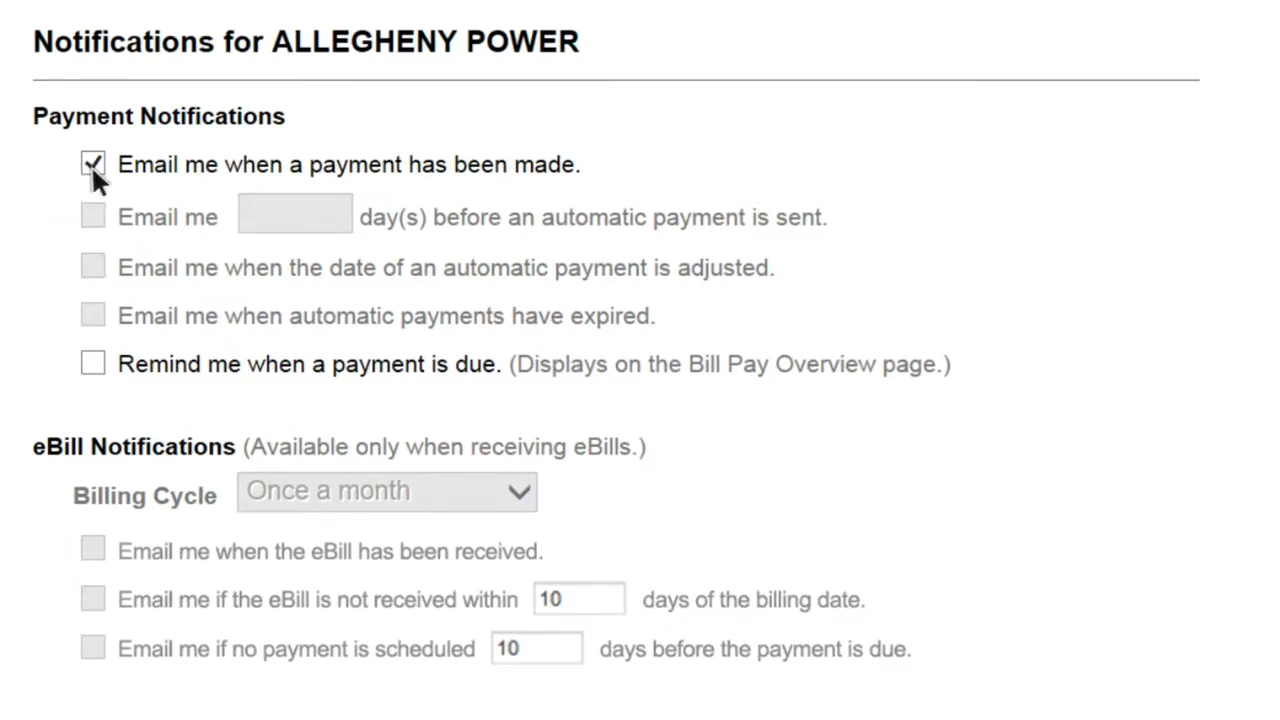 Notifications for ALLEGHENY POWER
Payment Notifications
Email me when a payment has been made.
Email me day(s) before an automatic payment is sent.
Email me when the date of an automatic payment is adjusted.
Email me when automatic payments have expired.
Remind me when a payment is due. (Displays on the Bill Pay Overview page.)
eBill Notifications (Available only when receiving eBills.)
Billing Cycle Once a month
Email me when the eBill has been received.
Email me if the eBill is not received within 10 days of the billing date.
Email me if no payment is scheduled 10 days before the payment is due.